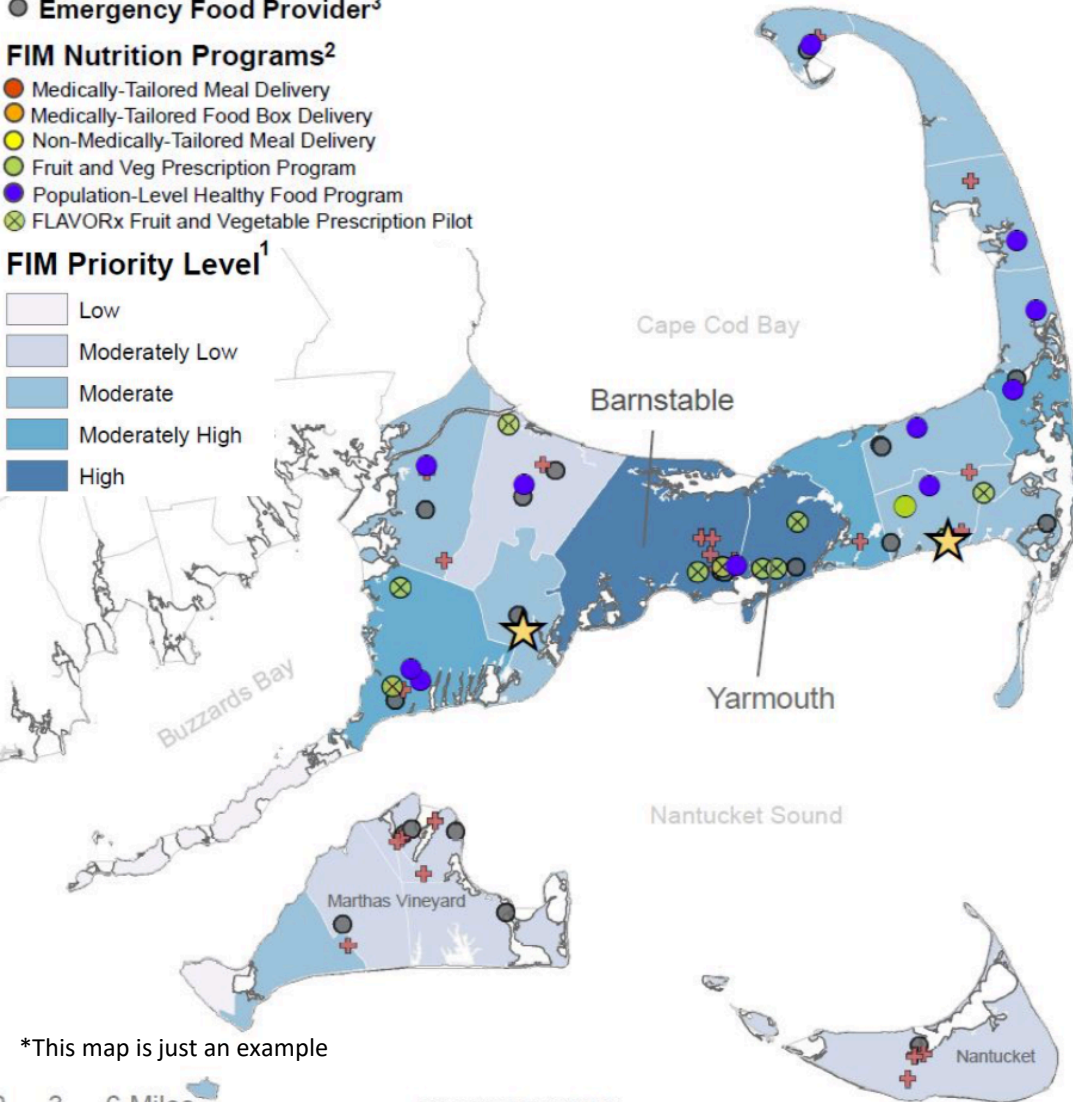 Emergency Food Provider³
FIM Nutrition Programs²
Medically-Tailored Meal Delivery
Medically-Tailored Food Box Delivery
Non-Medically-Tailored Meal Delivery
Fruit and Veg Prescription Program
Population-Level Healthy Food Program
FLAVORx Fruit and Vegetable Prescription Pilot
FIM Priority Level¹
Low
Moderately Low
Moderate
Moderately High
High
Cape Cod Bay
Barnstable
Yarmouth
Buzzards Bay
Nantucket Sound
Marthas Vineyard
Nantucket
*This map is just an example
6 Miles